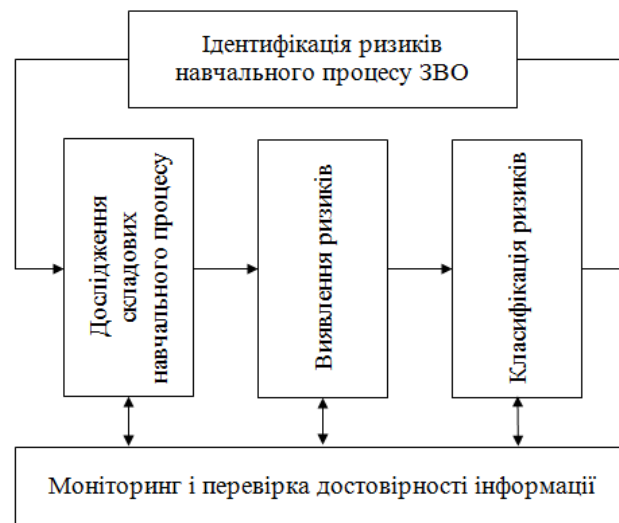 Ідентифікація ризиків
навчального процесу ЗВО
Дослідження
складових
навчального процесу
Виявлення ризиків
Класифікація ризиків
Моніторинг і перевірка достовірності інформації